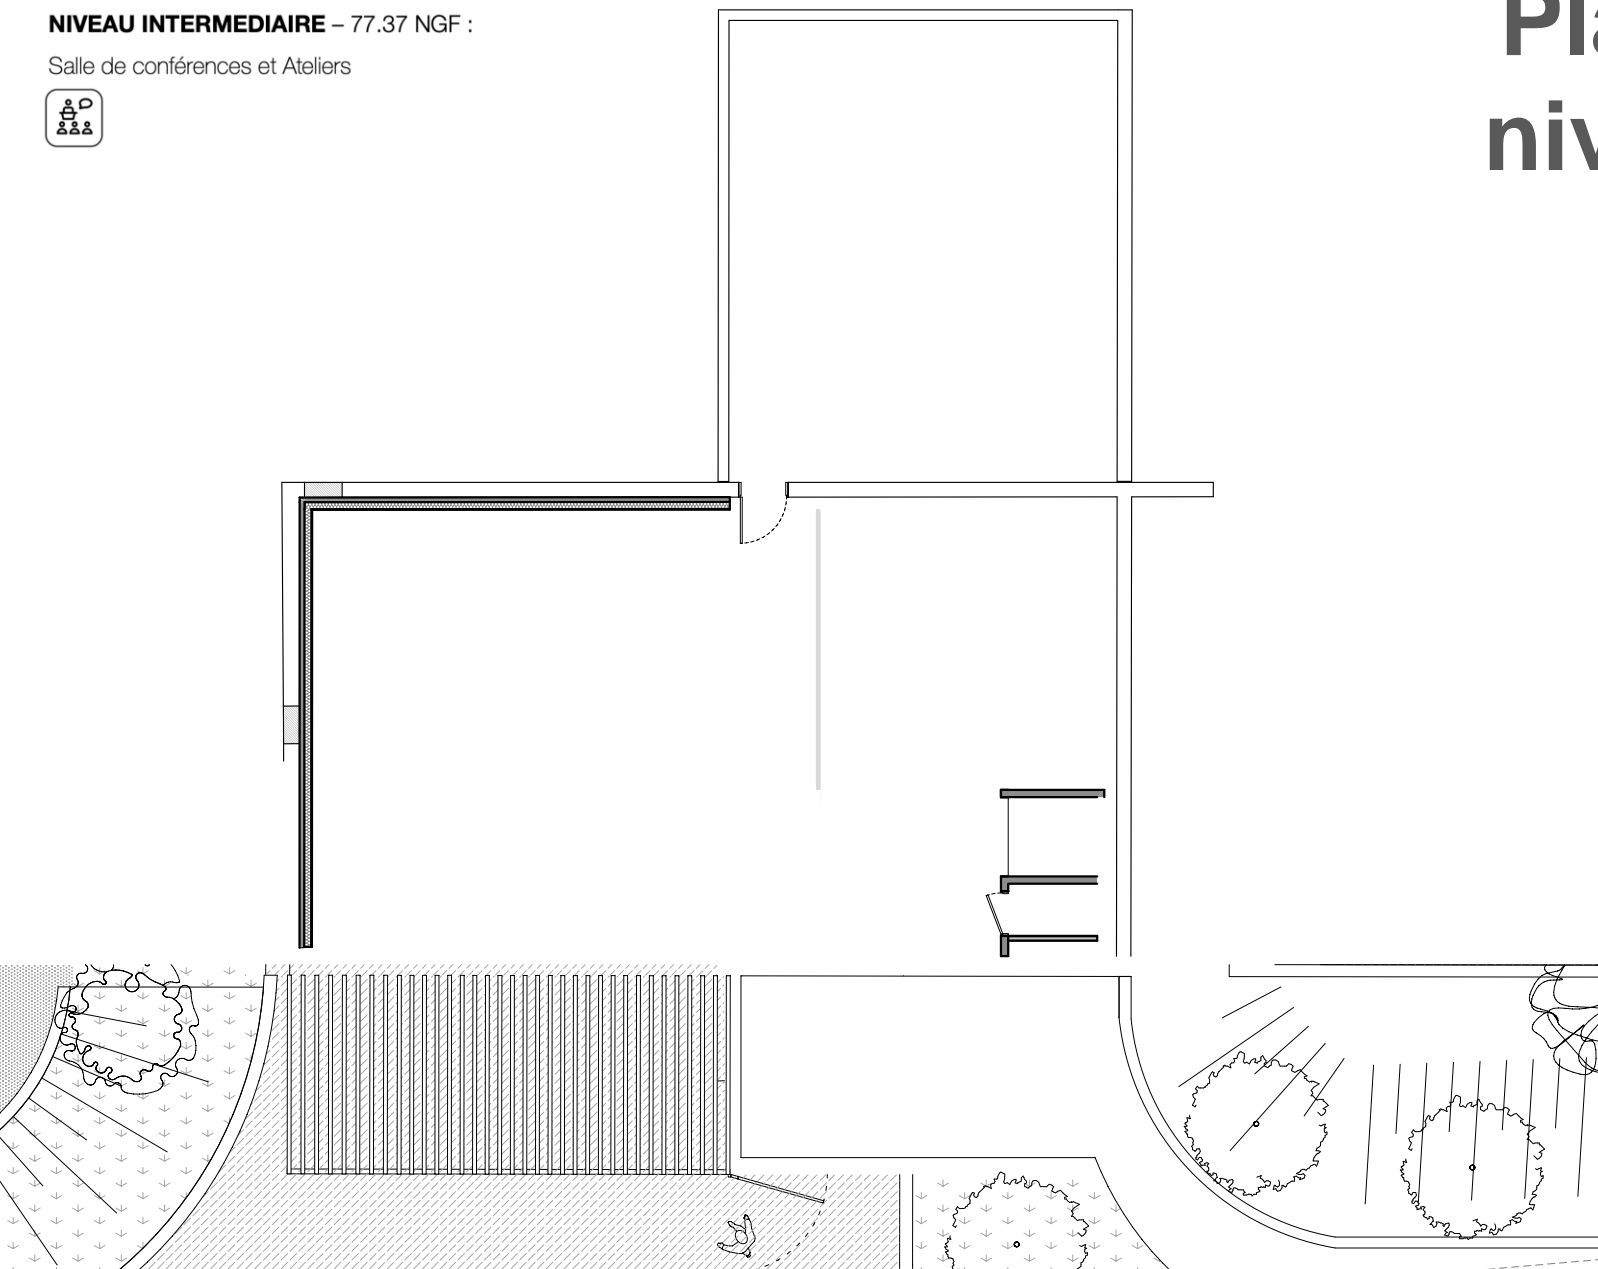 NIVEAU INTERMEDIAIRE – 77.37 NGF :
Salle de conférences et Ateliers